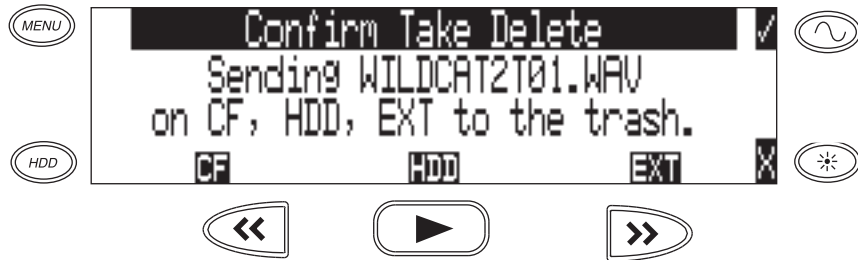 MENU
Confirm Take Delete
Sending WILDCAT2T01.WAV
on CF, HDD, EXT to the trash.
HDD
CF HDD EXT X